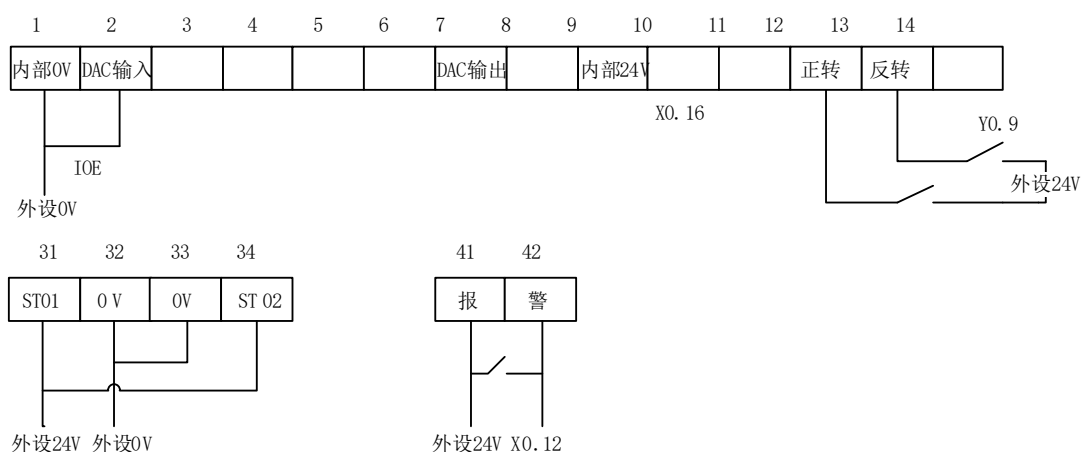 1 2 3 4 5 6 7 8 9 10 11 12 13 14
内部0V DAC输入 DAC输出 内部24V 正转 反转
X0.16
Y0.9
IOE
外设24V
外设0V
31 32 33 34 41 42
ST01 0 V 0V ST 02 报 警
外设24V 外设0V 外设24V X0.12